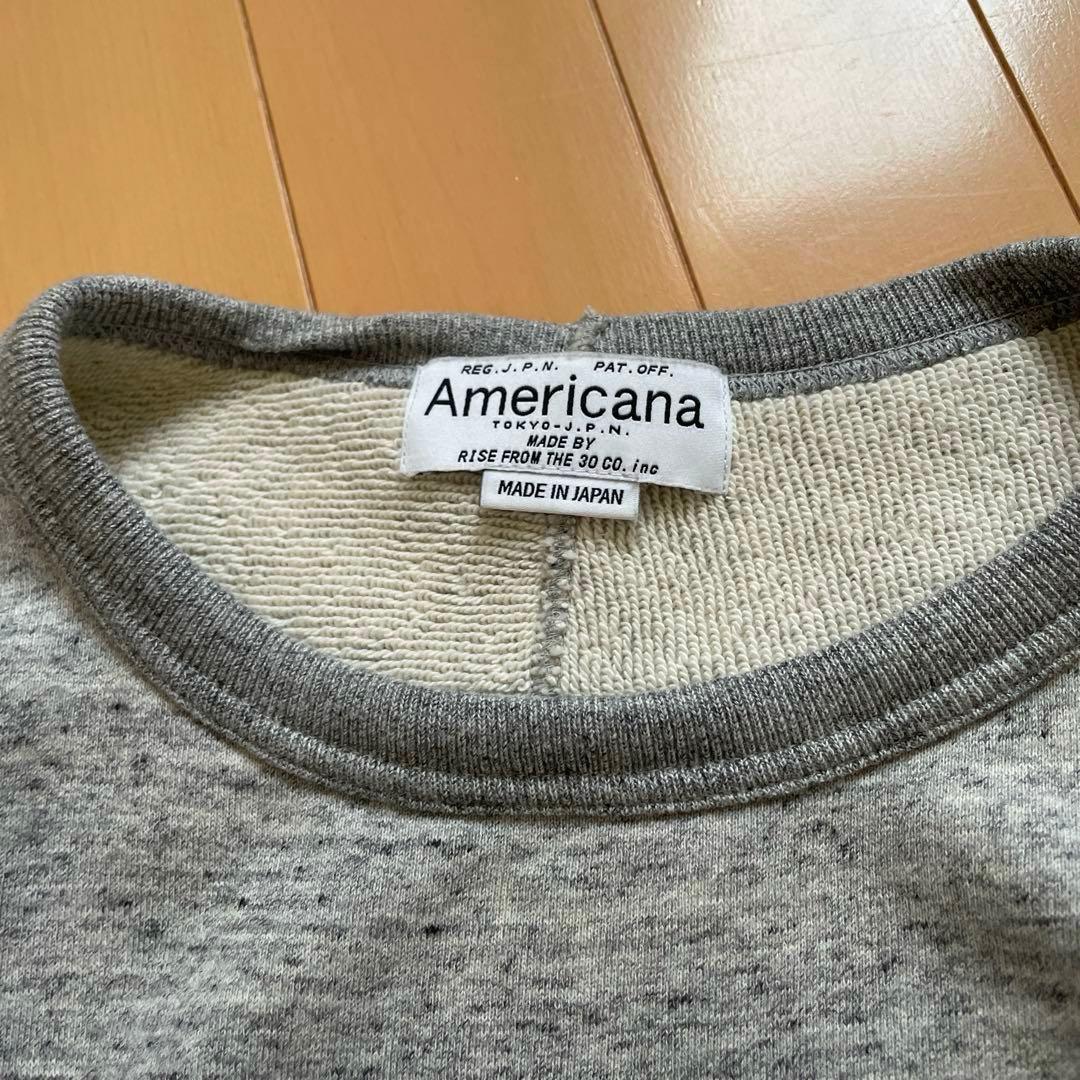 REG.J.P.N. PAT.OFF.
Americana
TOKYO-J.P.N.
MADE BY
RISE FROM THE 30 CO. inc
MADE IN JAPAN